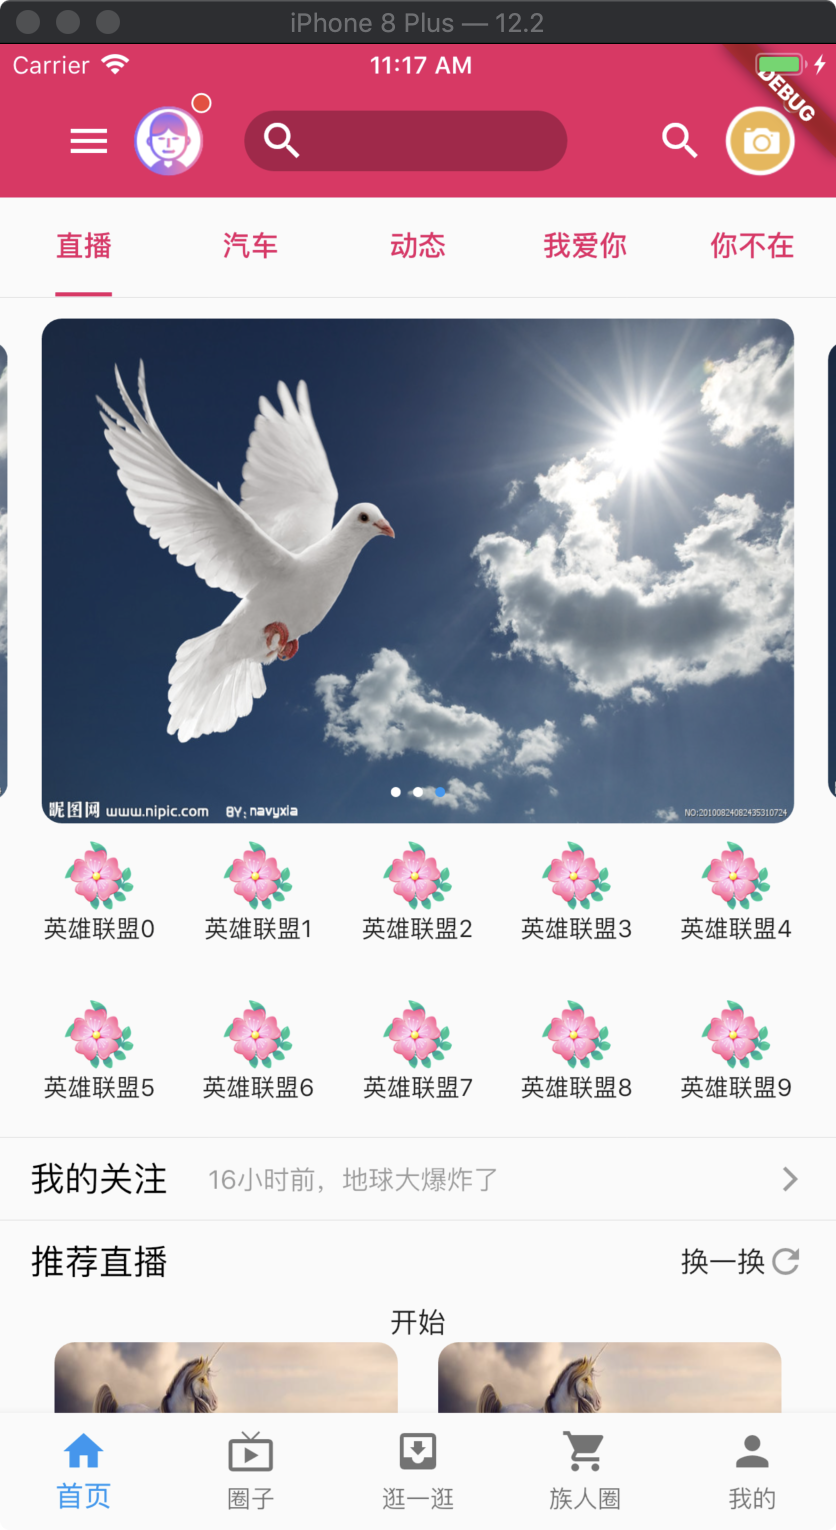 iPhone 8 Plus — 12.2
Carrier 11:17 AM
DEBUG
直播 汽车 动态 我爱你 你不在
昵图网 www.nipic.com BY:navyxia NO:20100824082435310724
英雄联盟0 英雄联盟1 英雄联盟2 英雄联盟3 英雄联盟4
英雄联盟5 英雄联盟6 英雄联盟7 英雄联盟8 英雄联盟9
我的关注 16小时前，地球大爆炸了
推荐直播 换一换
开始
首页 圈子 逛一逛 族人圈 我的